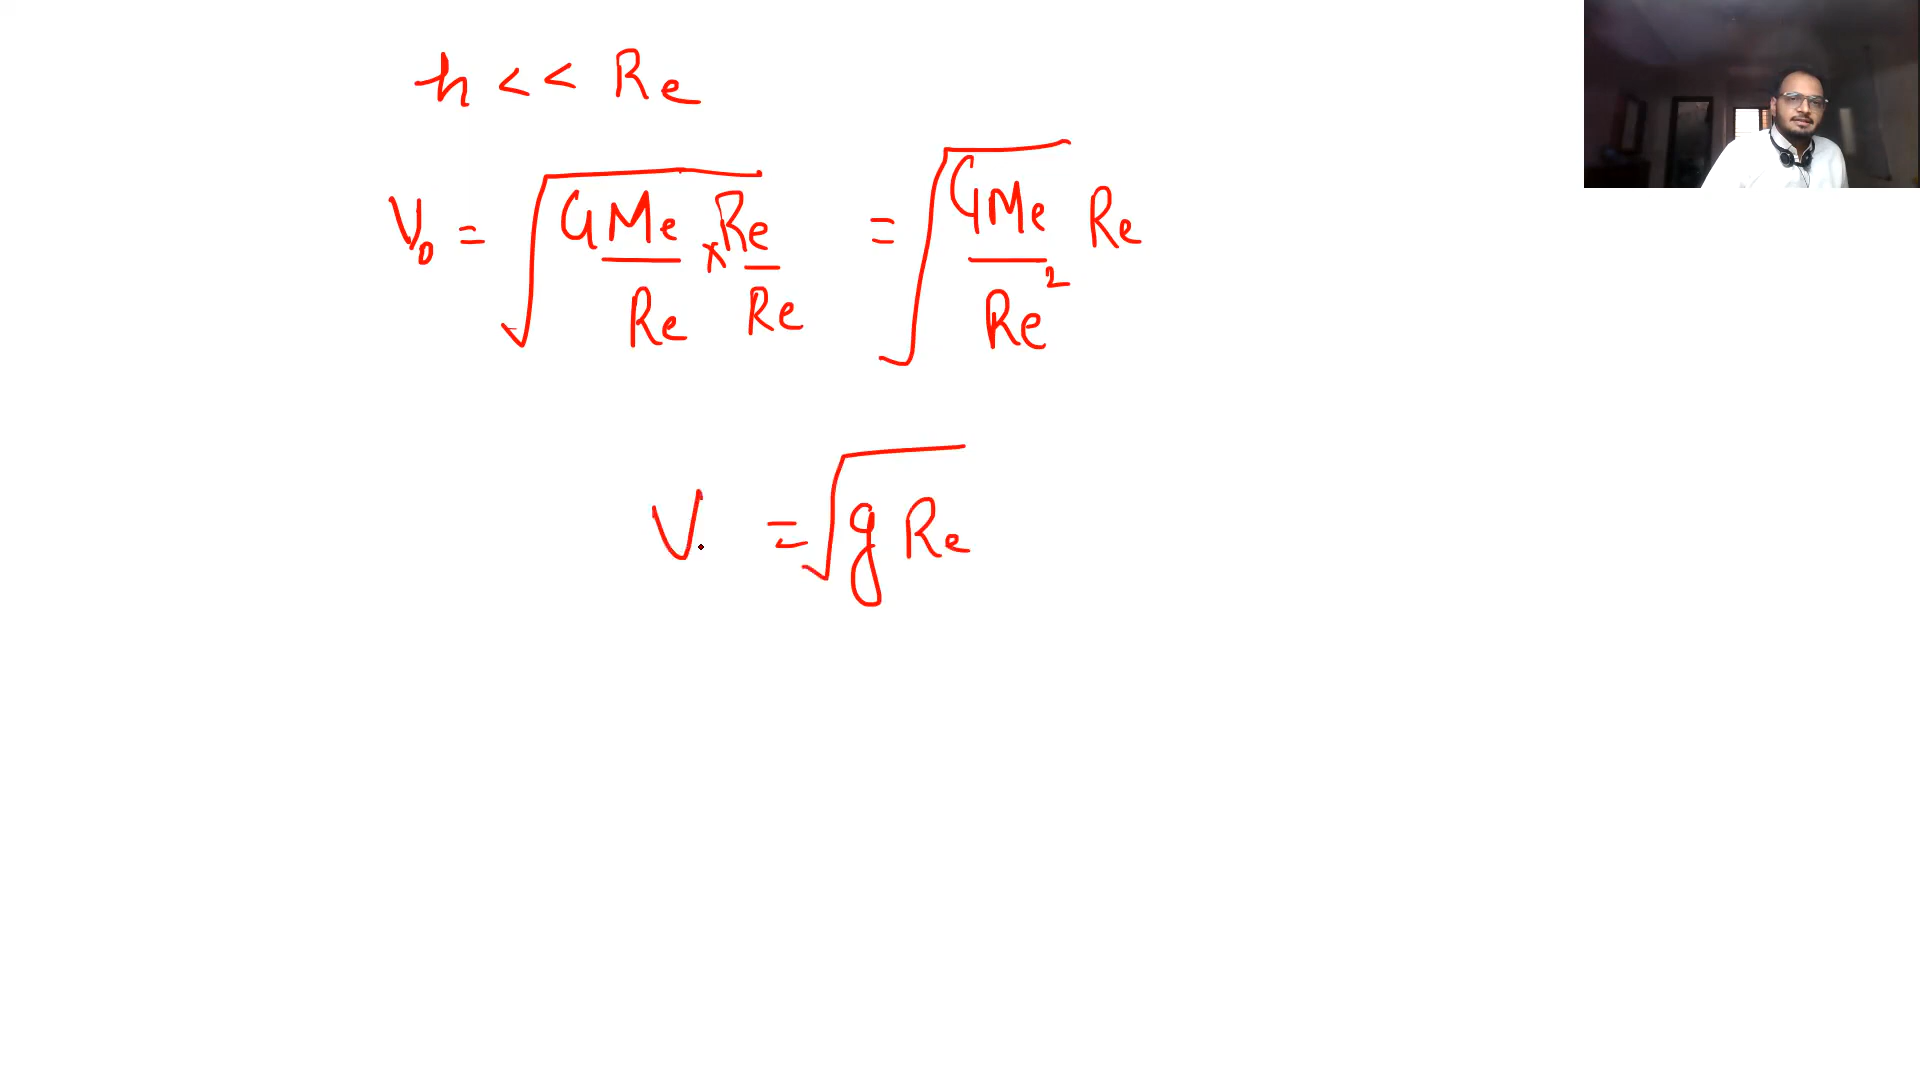 h << Re
V₀ = √(GMe/Re × Re/Re) = √(GMe/Re² Re)
V = √(g Re)